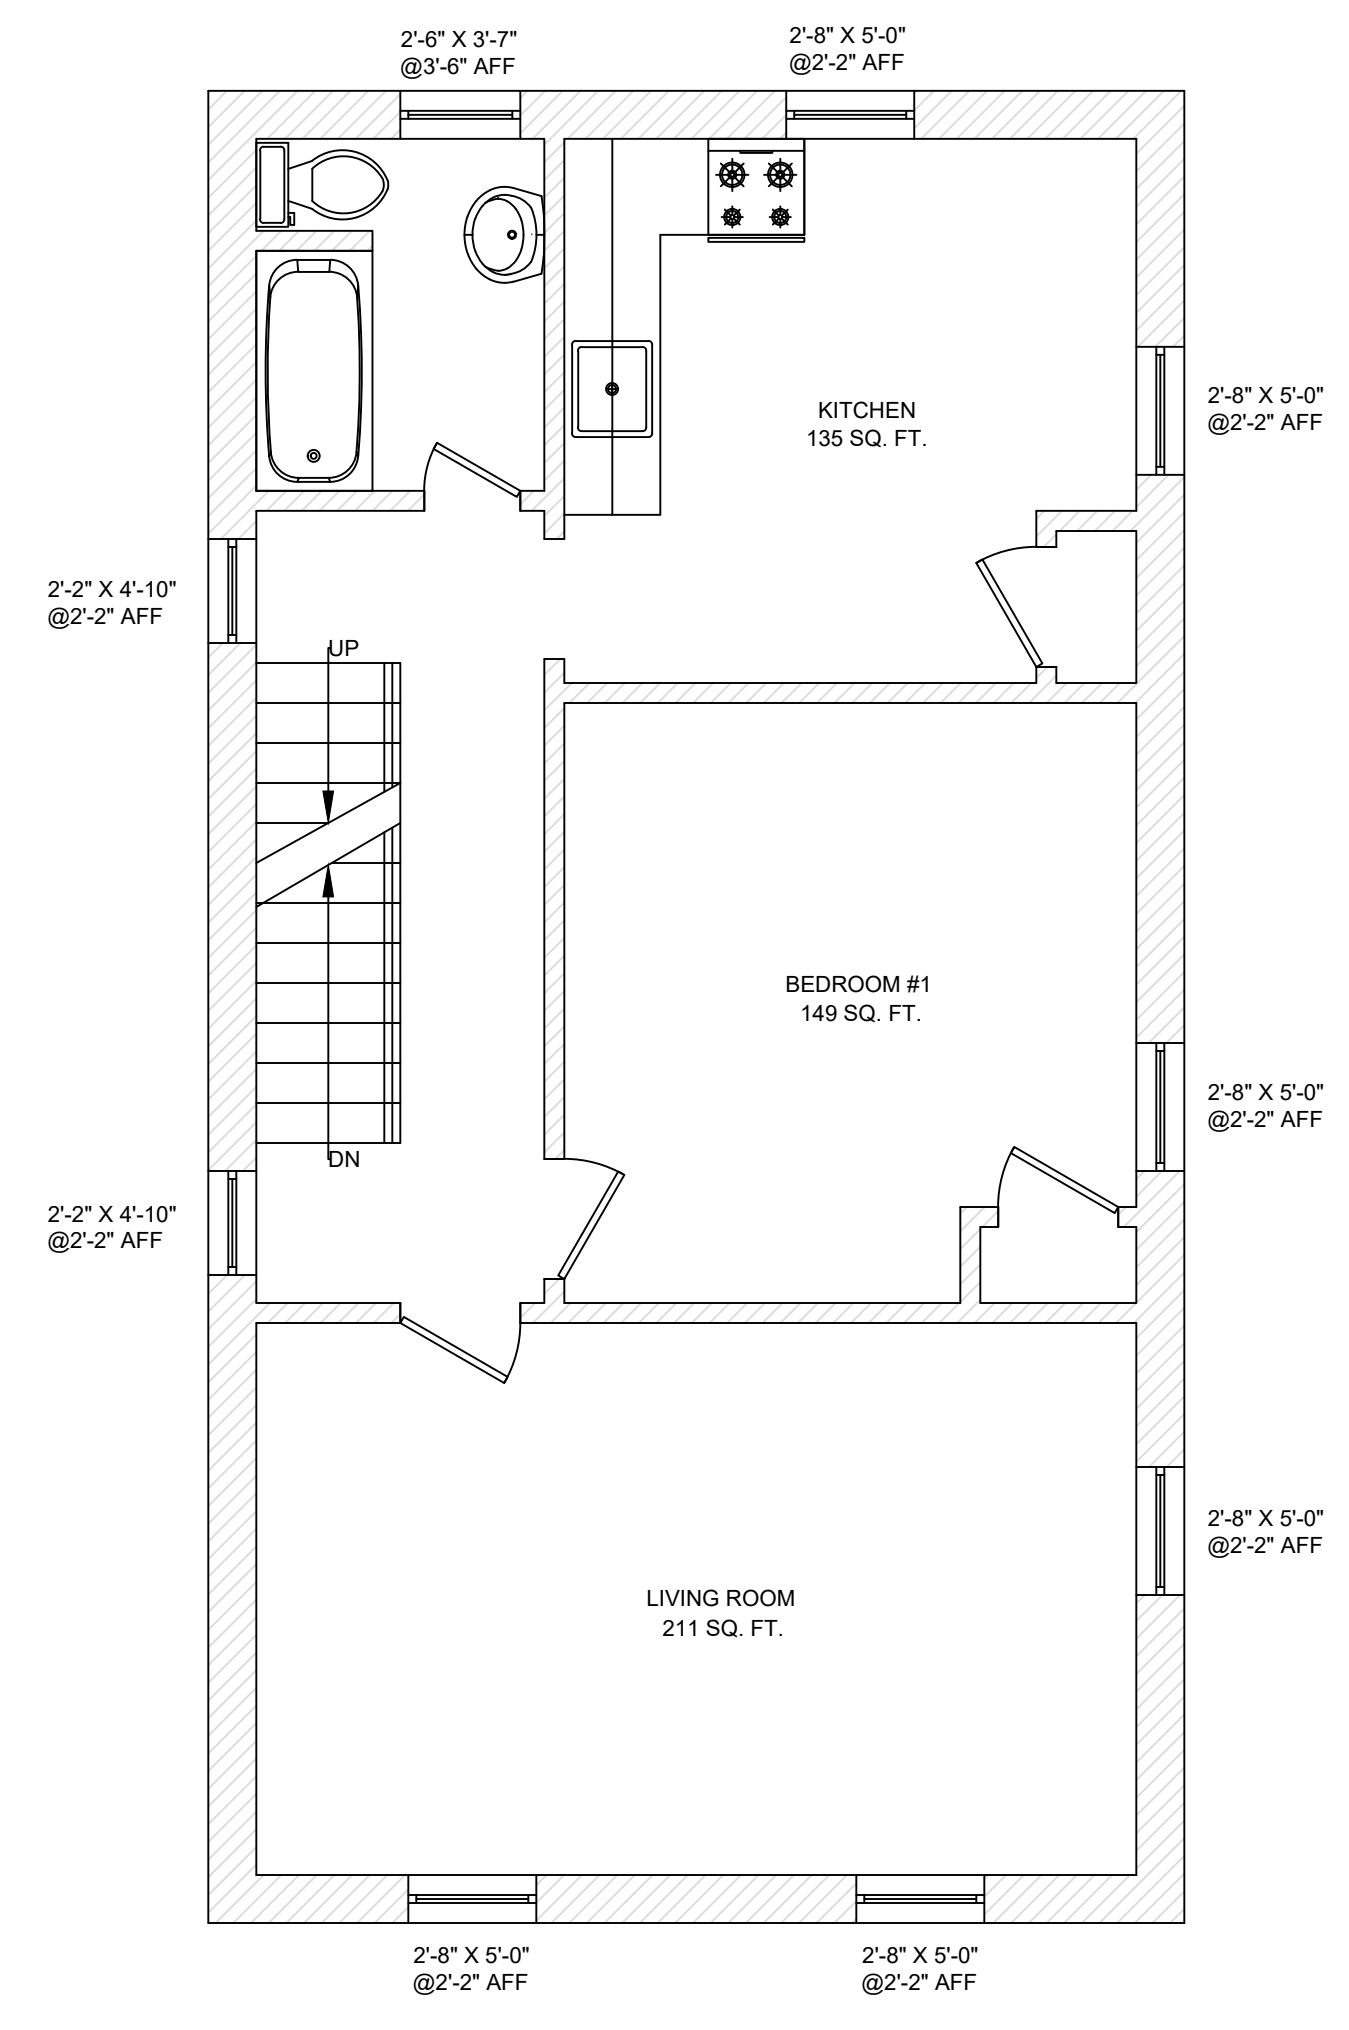 2'-6" X 3'-7"
@3'-6" AFF
2'-8" X 5'-0"
@2'-2" AFF
KITCHEN
135 SQ. FT.
2'-8" X 5'-0"
@2'-2" AFF
2'-2" X 4'-10"
@2'-2" AFF
UP
BEDROOM #1
149 SQ. FT.
2'-8" X 5'-0"
@2'-2" AFF
DN
2'-2" X 4'-10"
@2'-2" AFF
2'-8" X 5'-0"
@2'-2" AFF
LIVING ROOM
211 SQ. FT.
2'-8" X 5'-0"
@2'-2" AFF
2'-8" X 5'-0"
@2'-2" AFF